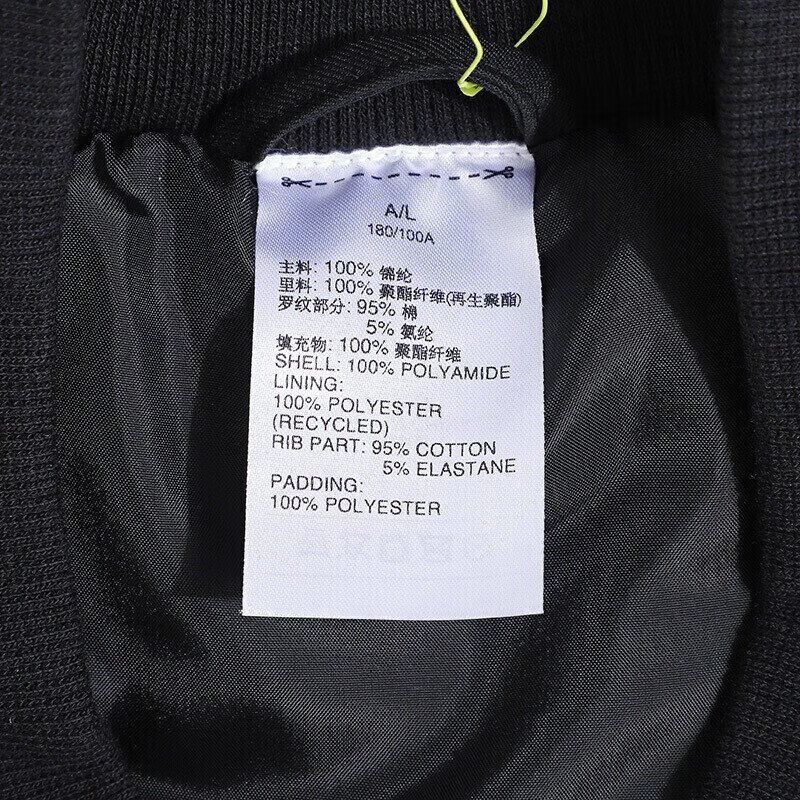 A/L
180/100A
主料: 100% 锦纶
里料: 100% 聚酯纤维(再生聚酯)
罗纹部分: 95% 棉
5% 氨纶
填充物: 100% 聚酯纤维
SHELL: 100% POLYAMIDE
LINING:
100% POLYESTER
(RECYCLED)
RIB PART: 95% COTTON
5% ELASTANE
PADDING:
100% POLYESTER